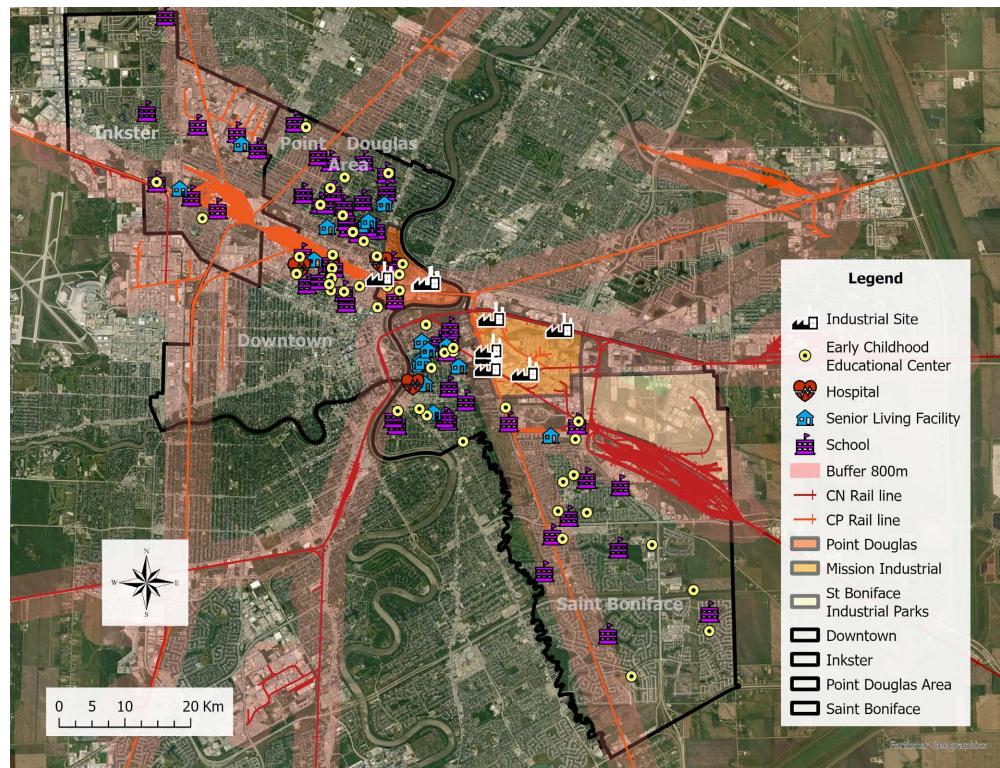 Inkster
Point Douglas
Area
Downtown
Saint Boniface
N
W E
S
0 5 10 20 Km
Legend
Industrial Site
Early Childhood
Educational Center
Hospital
Senior Living Facility
School
Buffer 800m
CN Rail line
CP Rail line
Point Douglas
Mission Industrial
St Boniface
Industrial Parks
Downtown
Inkster
Point Douglas Area
Saint Boniface
Earthstar Geographics